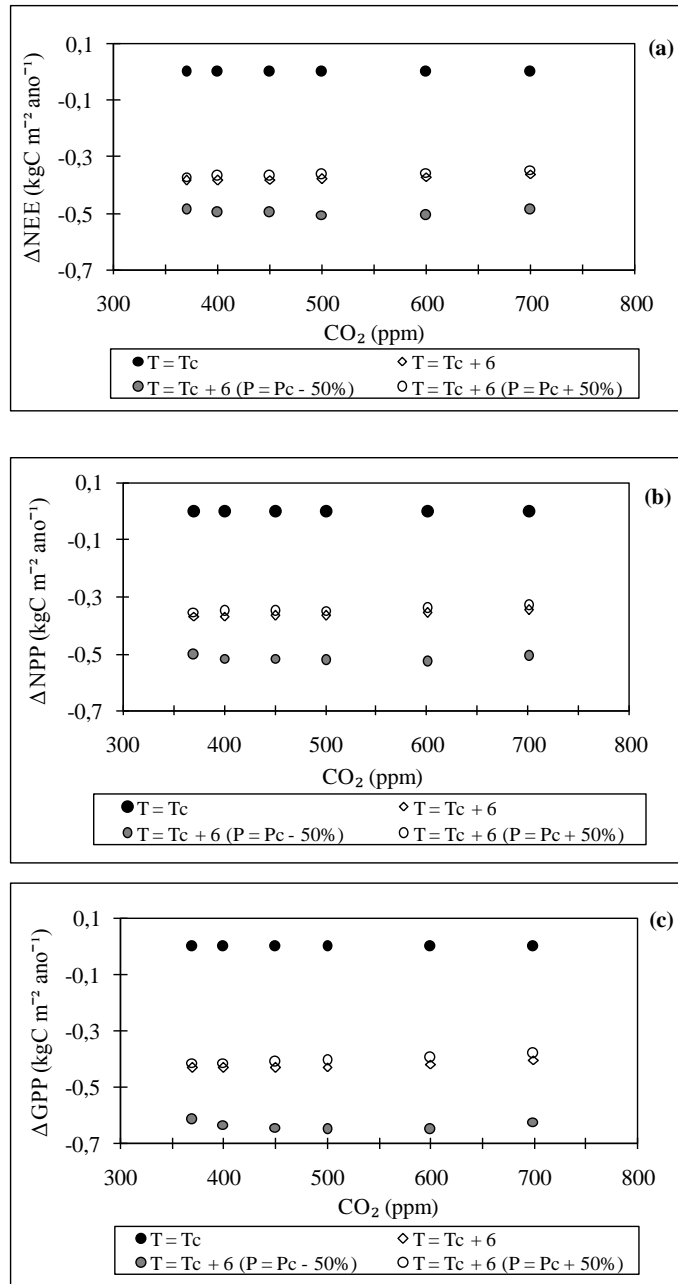 (a)
0,1
-0,1
-0,3
-0,5
-0,7
ΔNEE (kgC m⁻² ano⁻¹)
300 400 500 600 700 800
CO₂ (ppm)
T = Tc
T = Tc + 6
T = Tc + 6 (P = Pc - 50%)
T = Tc + 6 (P = Pc + 50%)
(b)
0,1
-0,1
-0,3
-0,5
-0,7
ΔNPP (kgC m⁻² ano⁻¹)
300 400 500 600 700 800
CO₂ (ppm)
T = Tc
T = Tc + 6
T = Tc + 6 (P = Pc - 50%)
T = Tc + 6 (P = Pc + 50%)
(c)
0,1
-0,1
-0,3
-0,5
-0,7
ΔGPP (kgC m⁻² ano⁻¹)
300 400 500 600 700 800
CO₂ (ppm)
T = Tc
T = Tc + 6
T = Tc + 6 (P = Pc - 50%)
T = Tc + 6 (P = Pc + 50%)